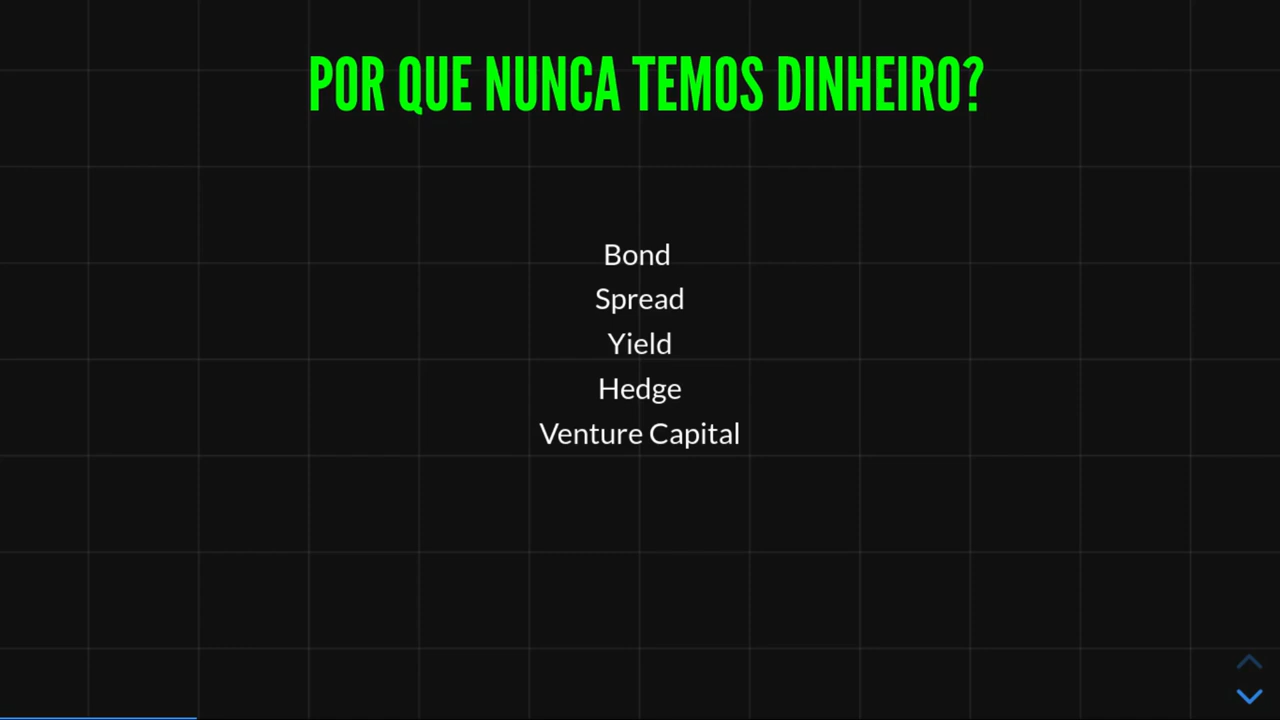 POR QUE NUNCA TEMOS DINHEIRO?
Bond
Spread
Yield
Hedge
Venture Capital